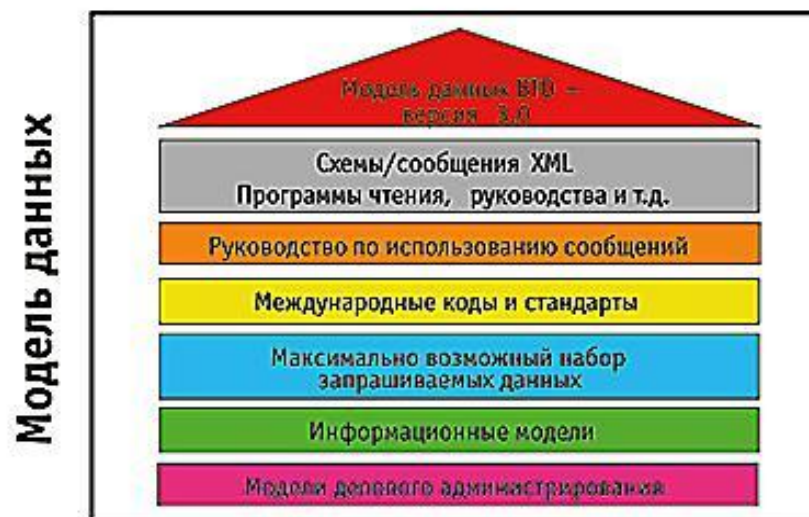 Модель данных
Модель данных ВТО –
версия 3.0
Схемы/сообщения XML
Программы чтения, руководства и т.д.
Руководство по использованию сообщений
Международные коды и стандарты
Максимально возможный набор
запрашиваемых данных
Информационные модели
Модели делового администрирования